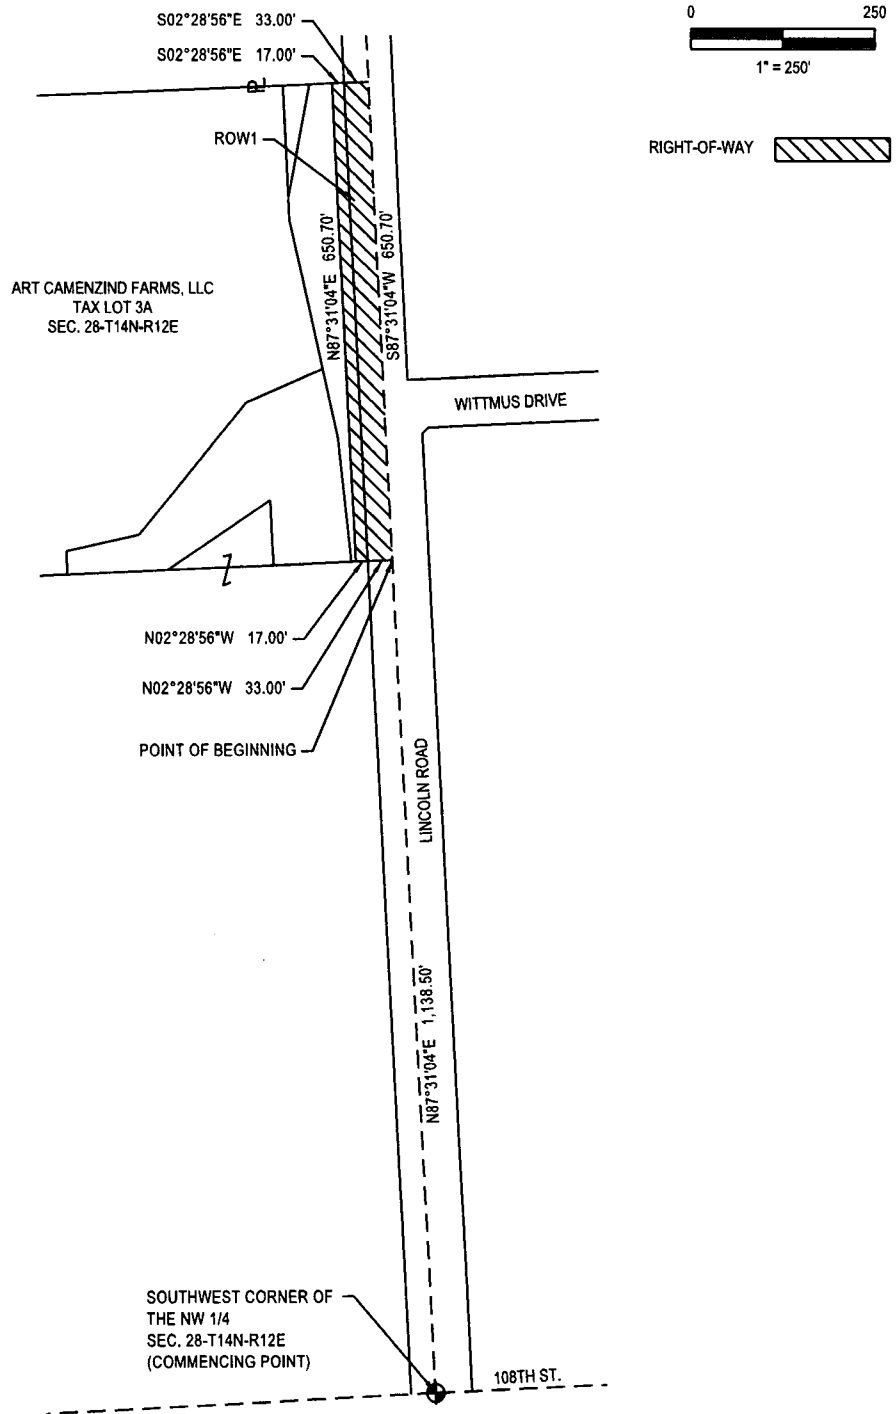 S02°28'56"E 33.00'
S02°28'56"E 17.00'
0 250
1" = 250'
RIGHT-OF-WAY
ROW1
N87°31'04"E 650.70'
S87°31'04"W 650.70'
ART CAMENZIND FARMS, LLC
TAX LOT 3A
SEC. 28-T14N-R12E
WITTMUS DRIVE
N02°28'56"W 17.00'
N02°28'56"W 33.00'
POINT OF BEGINNING
LINCOLN ROAD
N87°31'04"E 1,138.50'
SOUTHWEST CORNER OF
THE NW 1/4
SEC. 28-T14N-R12E
(COMMENCING POINT)
108TH ST.